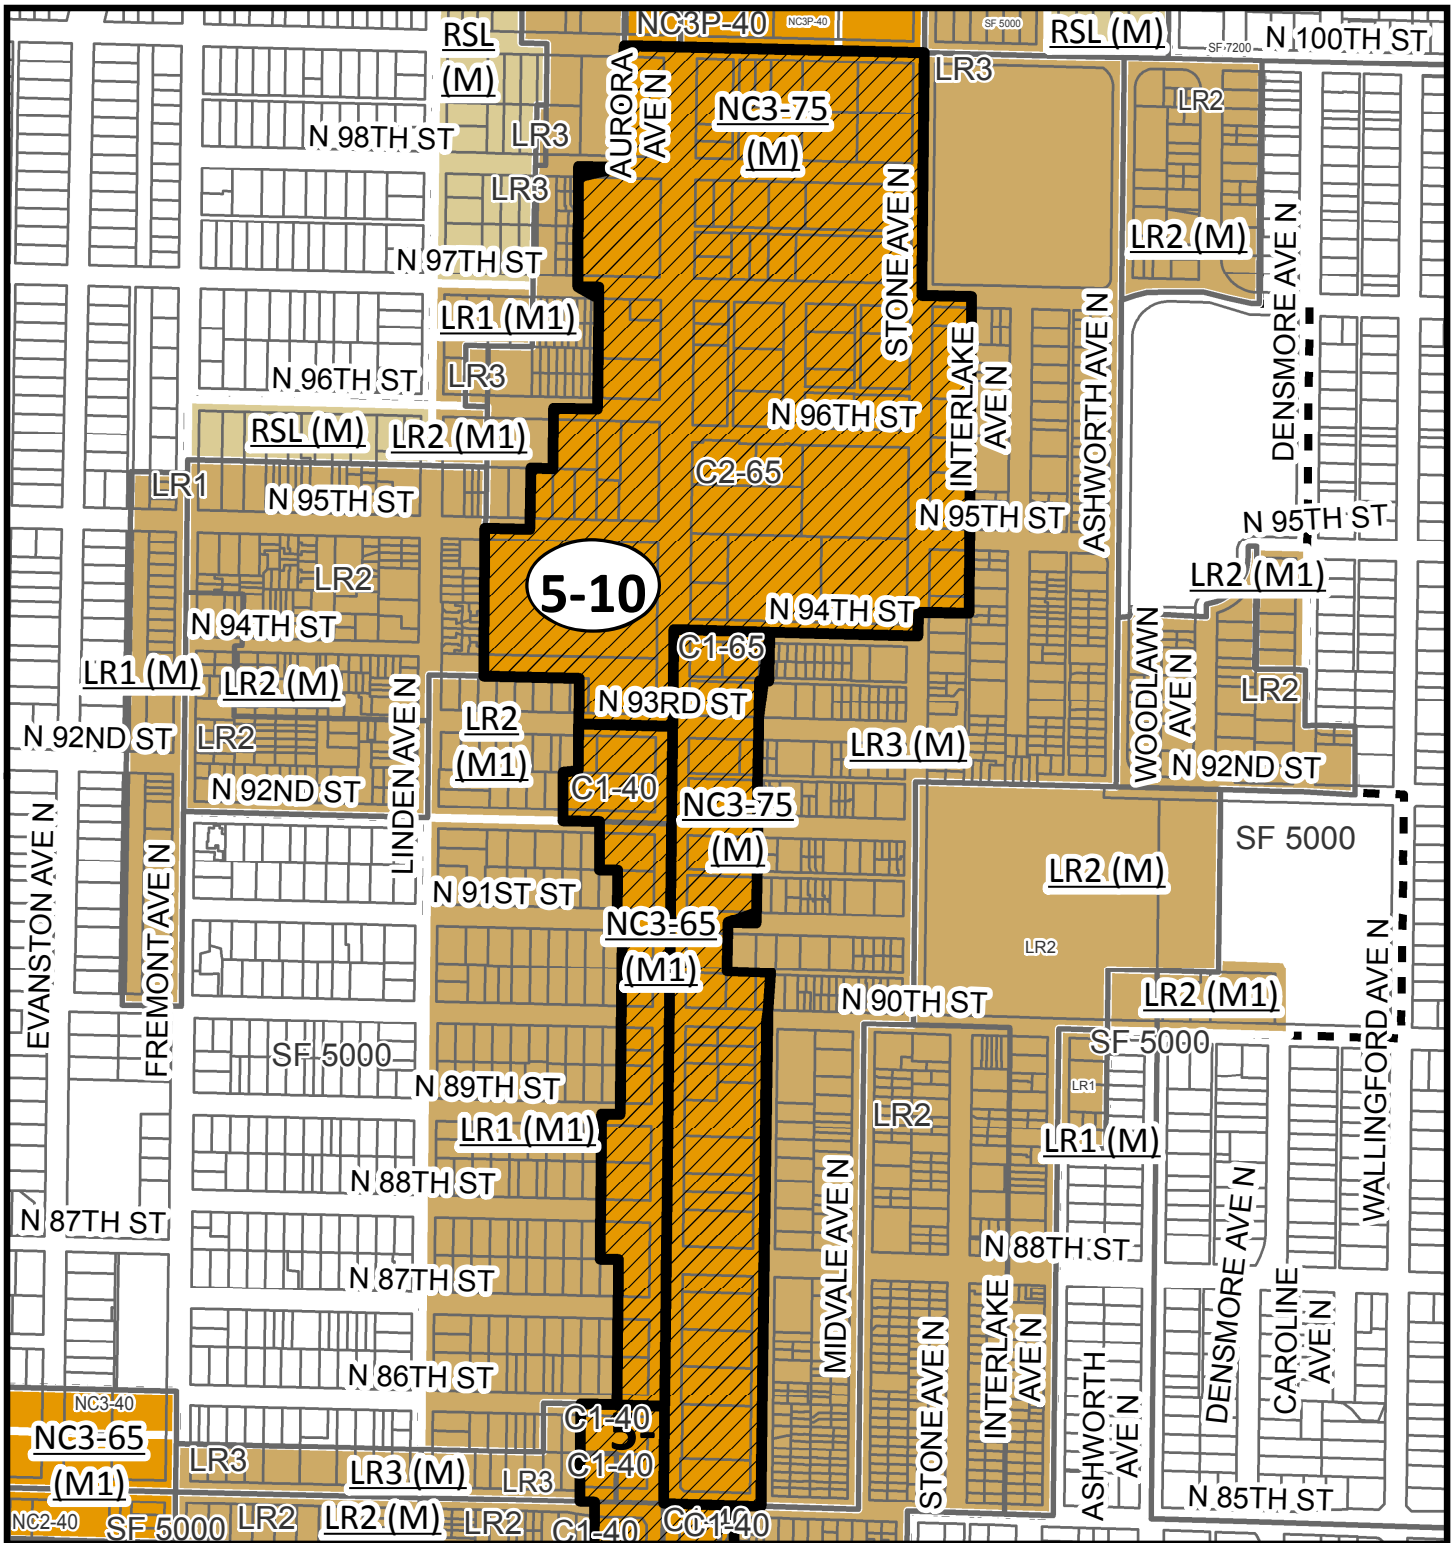 RSL
(M)
NC3P-40
NC3P-40
SF 5000
RSL (M)
SF 7200
N 100TH ST
AURORA
AVE N
LR3
LR2
NC3-75
(M)
N 98TH ST
LR3
LR3
STONE AVE N
LR2 (M)
DENSMORE AVE N
N 97TH ST
LR1 (M1)
INTERLAKE
AVE N
ASHWORTH AVE N
LR3
N 96TH ST
N 96TH ST
RSL (M)
LR2 (M1)
C2-65
LR1
N 95TH ST
N 95TH ST
N 95TH ST
LR2
5-10
LR2 (M1)
N 94TH ST
N 94TH ST
C1-65
WOODLAWN
AVE N
LR1 (M)
LR2 (M)
LINDEN AVE N
N 93RD ST
LR2
LR2
(M1)
N 92ND ST
LR2
LR3 (M)
N 92ND ST
N 92ND ST
C1-40
NC3-75
(M)
SF 5000
EVANSTON AVE N
FREMONT AVE N
LR2 (M)
N 91ST ST
NC3-65
(M1)
LR2
WALLINGFORD AVE N
N 90TH ST
LR2 (M1)
SF 5000
SF 5000
N 89TH ST
LR1
LR2
LR1 (M1)
LR1 (M)
N 88TH ST
MIDVALE AVE N
DENSMORE AVE N
N 87TH ST
N 88TH ST
N 87TH ST
INTERLAKE
AVE N
CAROLINE
AVE N
STONE AVE N
ASHWORTH
AVE N
N 86TH ST
NC3-40
C1-40
NC3-65
(M1)
5-
LR3
LR3 (M)
LR3
C1-40
N 85TH ST
NC2-40
SF 5000
LR2
LR2 (M)
LR2
C1-40
C1-40